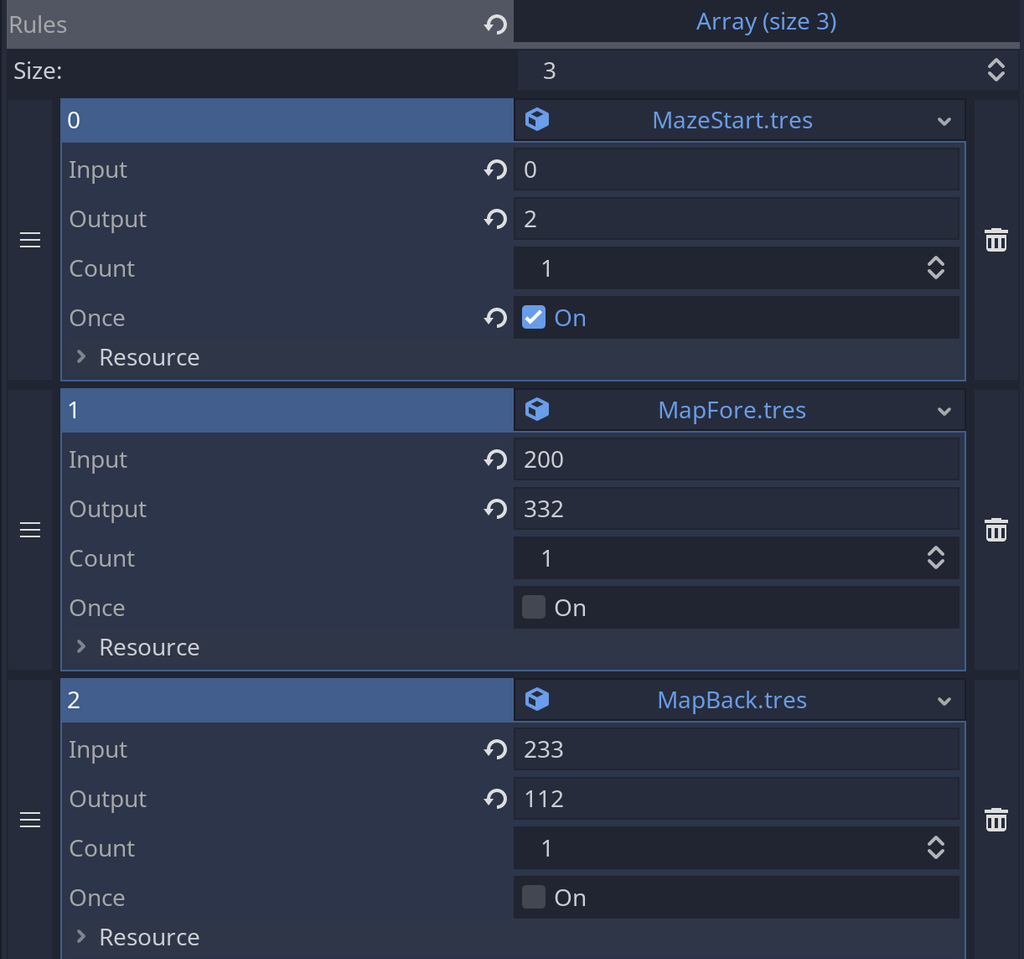 Rules Array (size 3)
Size: 3
0 MazeStart.tres
Input 0
Output 2
Count 1
Once On
Resource
1 MapFore.tres
Input 200
Output 332
Count 1
Once On
Resource
2 MapBack.tres
Input 233
Output 112
Count 1
Once On
Resource